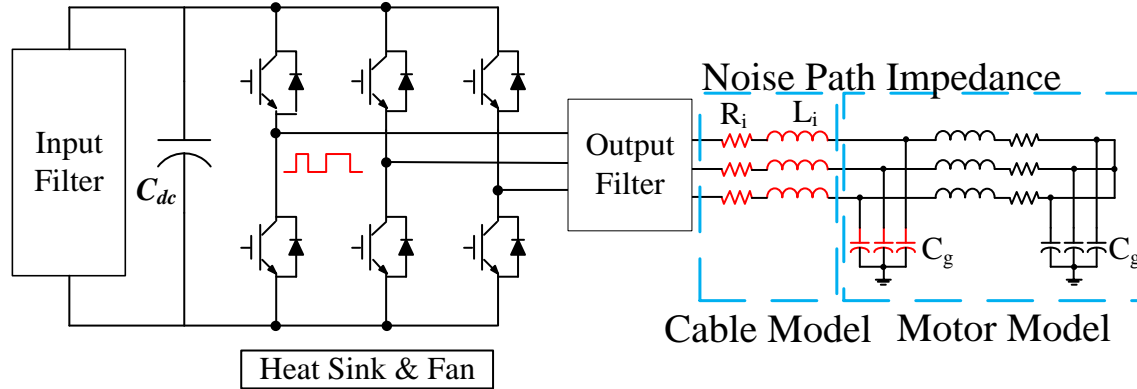 Noise Path Impedance
Input
Filter
C_dc
Output
Filter
R_i
L_i
C_g
C_g
Cable Model
Motor Model
Heat Sink & Fan